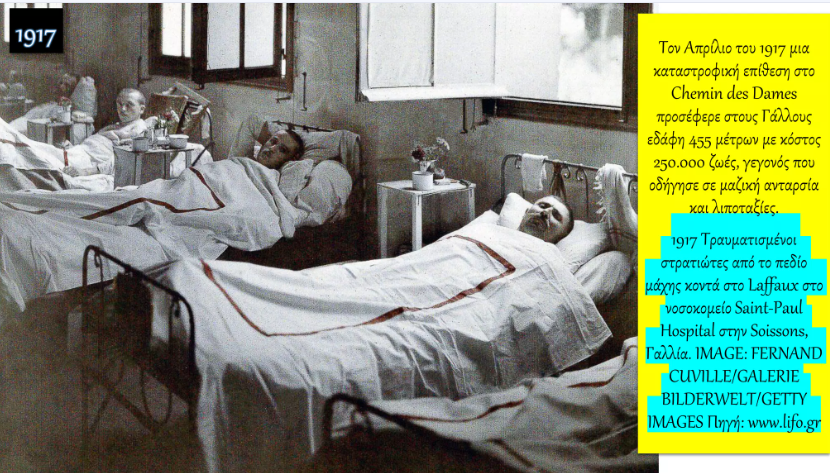 1917
Τον Απρίλιο του 1917 μια
καταστροφική επίθεση στο
Chemin des Dames
προσέφερε στους Γάλλους
εδάφη 455 μέτρων με κόστος
250.000 ζωές, γεγονός που
οδήγησε σε μαζική ανταρσία
και λιποταξίες.
1917 Τραυματισμένοι
στρατιώτες από το πεδίο
μάχης κοντά στο Laffaux στο
νοσοκομείο Saint-Paul
Hospital στην Soissons,
Γαλλία. IMAGE: FERNAND
CUVILLE/GALERIE
BILDERWELT/GETTY
IMAGES Πηγή: www.lifo.gr